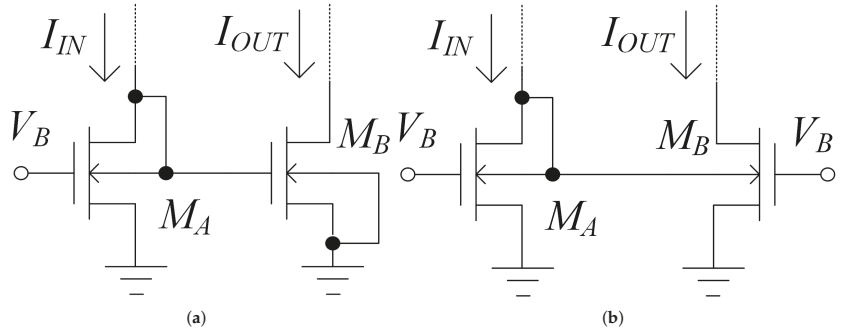 I_IN I_OUT I_IN I_OUT
V_B M_B V_B M_B V_B
M_A M_A
(a) (b)